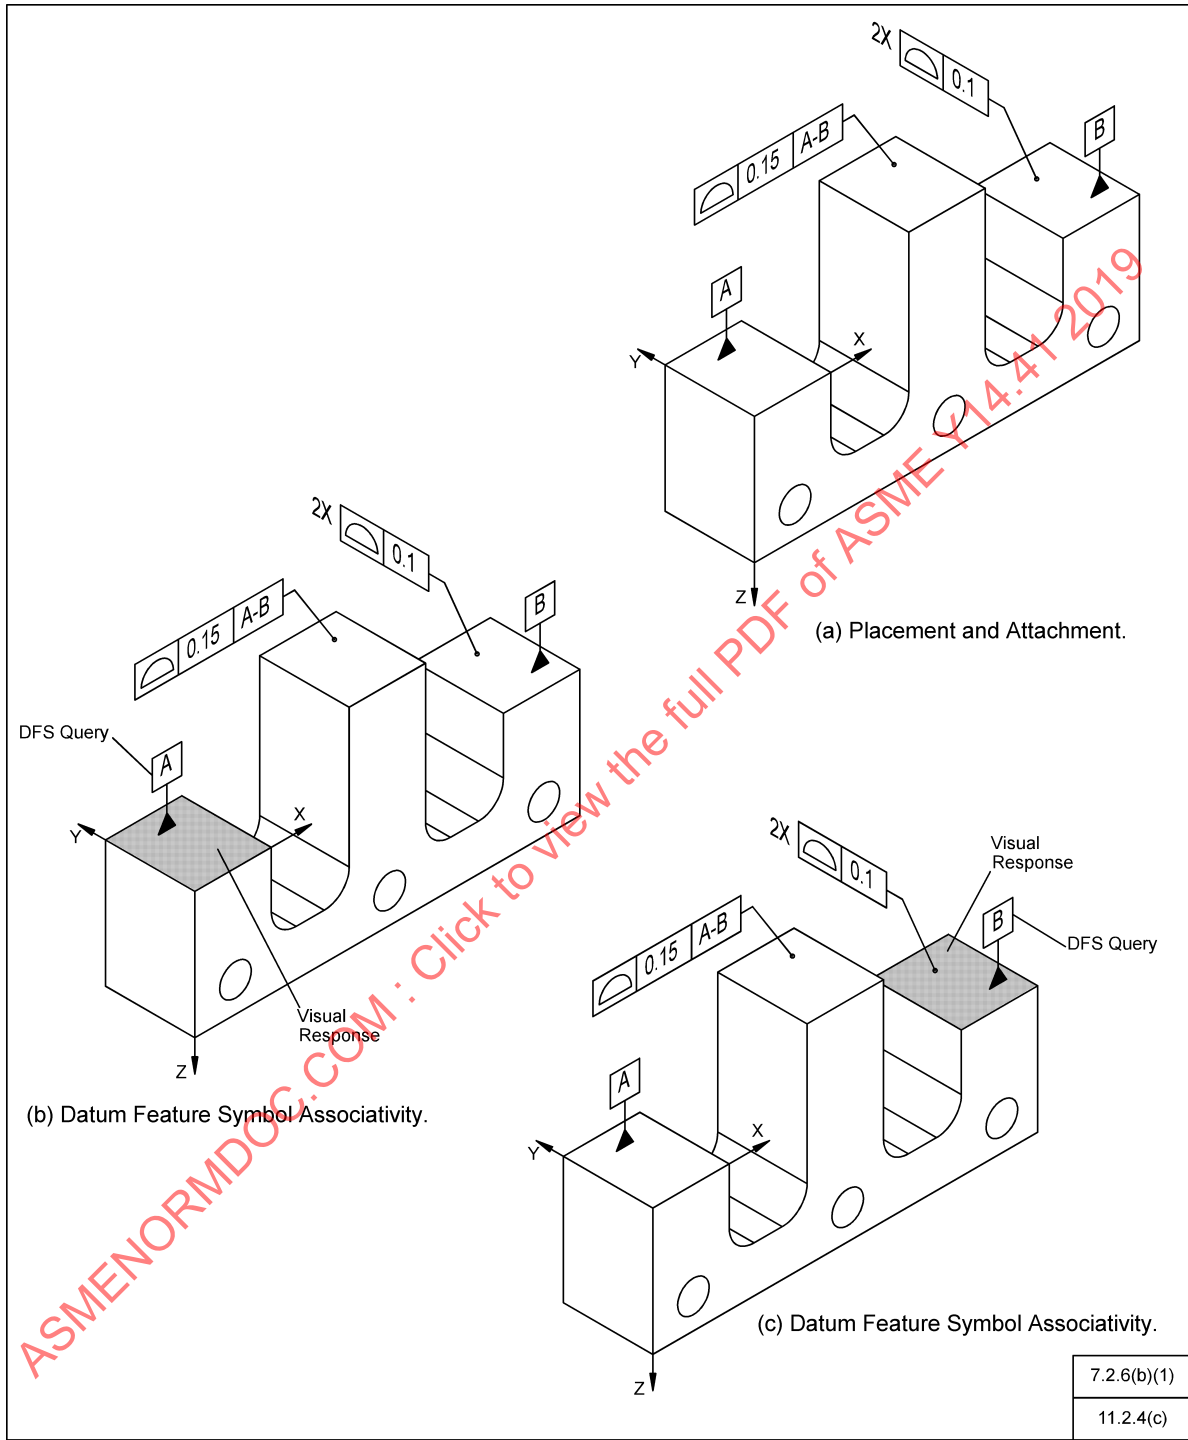 2X
0.1
B
0.15 A-B
A
X
Y
Z
(a) Placement and Attachment.
2X
0.1
B
0.15 A-B
DFS Query
A
X
Y
Visual
Response
Z
(b) Datum Feature Symbol Associativity.
2X
0.1
Visual
Response
B
DFS Query
0.15 A-B
A
X
Y
Z
(c) Datum Feature Symbol Associativity.
7.2.6(b)(1)
11.2.4(c)
ASMENORMDOC.COM : Click to view the full PDF of ASME Y14.41 2019